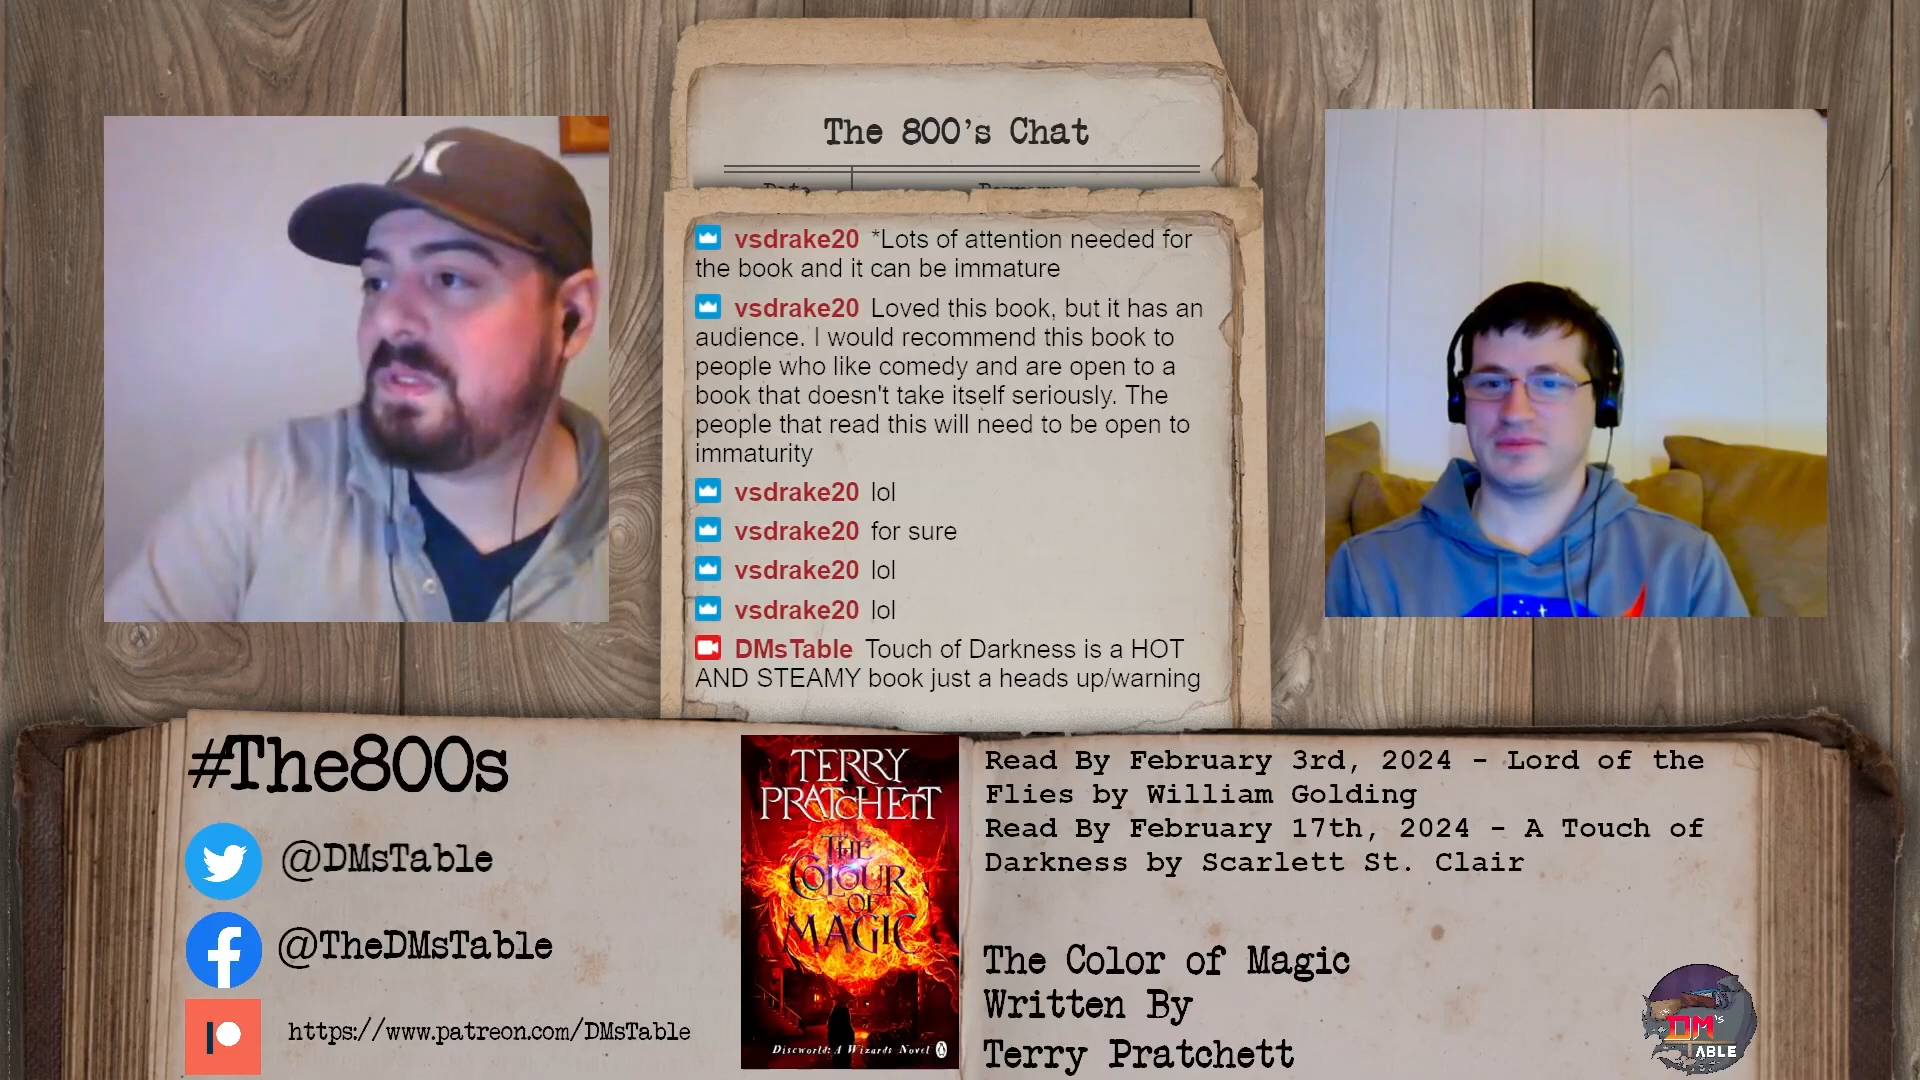 The 800's Chat
vsdrake20 *Lots of attention needed for
the book and it can be immature
vsdrake20 Loved this book, but it has an
audience. I would recommend this book to
people who like comedy and are open to a
book that doesn't take itself seriously. The
people that read this will need to be open to
immaturity
vsdrake20 lol
vsdrake20 for sure
vsdrake20 lol
vsdrake20 lol
DMsTable Touch of Darkness is a HOT
AND STEAMY book just a heads up/warning
#The800s
@DMsTable
@TheDMsTable
https://www.patreon.com/DMsTable
TERRY
PRATCHETT
THE
COLOUR
OF
MAGIC
Discworld: A Wizards Novel
Read By February 3rd, 2024 - Lord of the
Flies by William Golding
Read By February 17th, 2024 - A Touch of
Darkness by Scarlett St. Clair
The Color of Magic
Written By
Terry Pratchett
DM's
TABLE